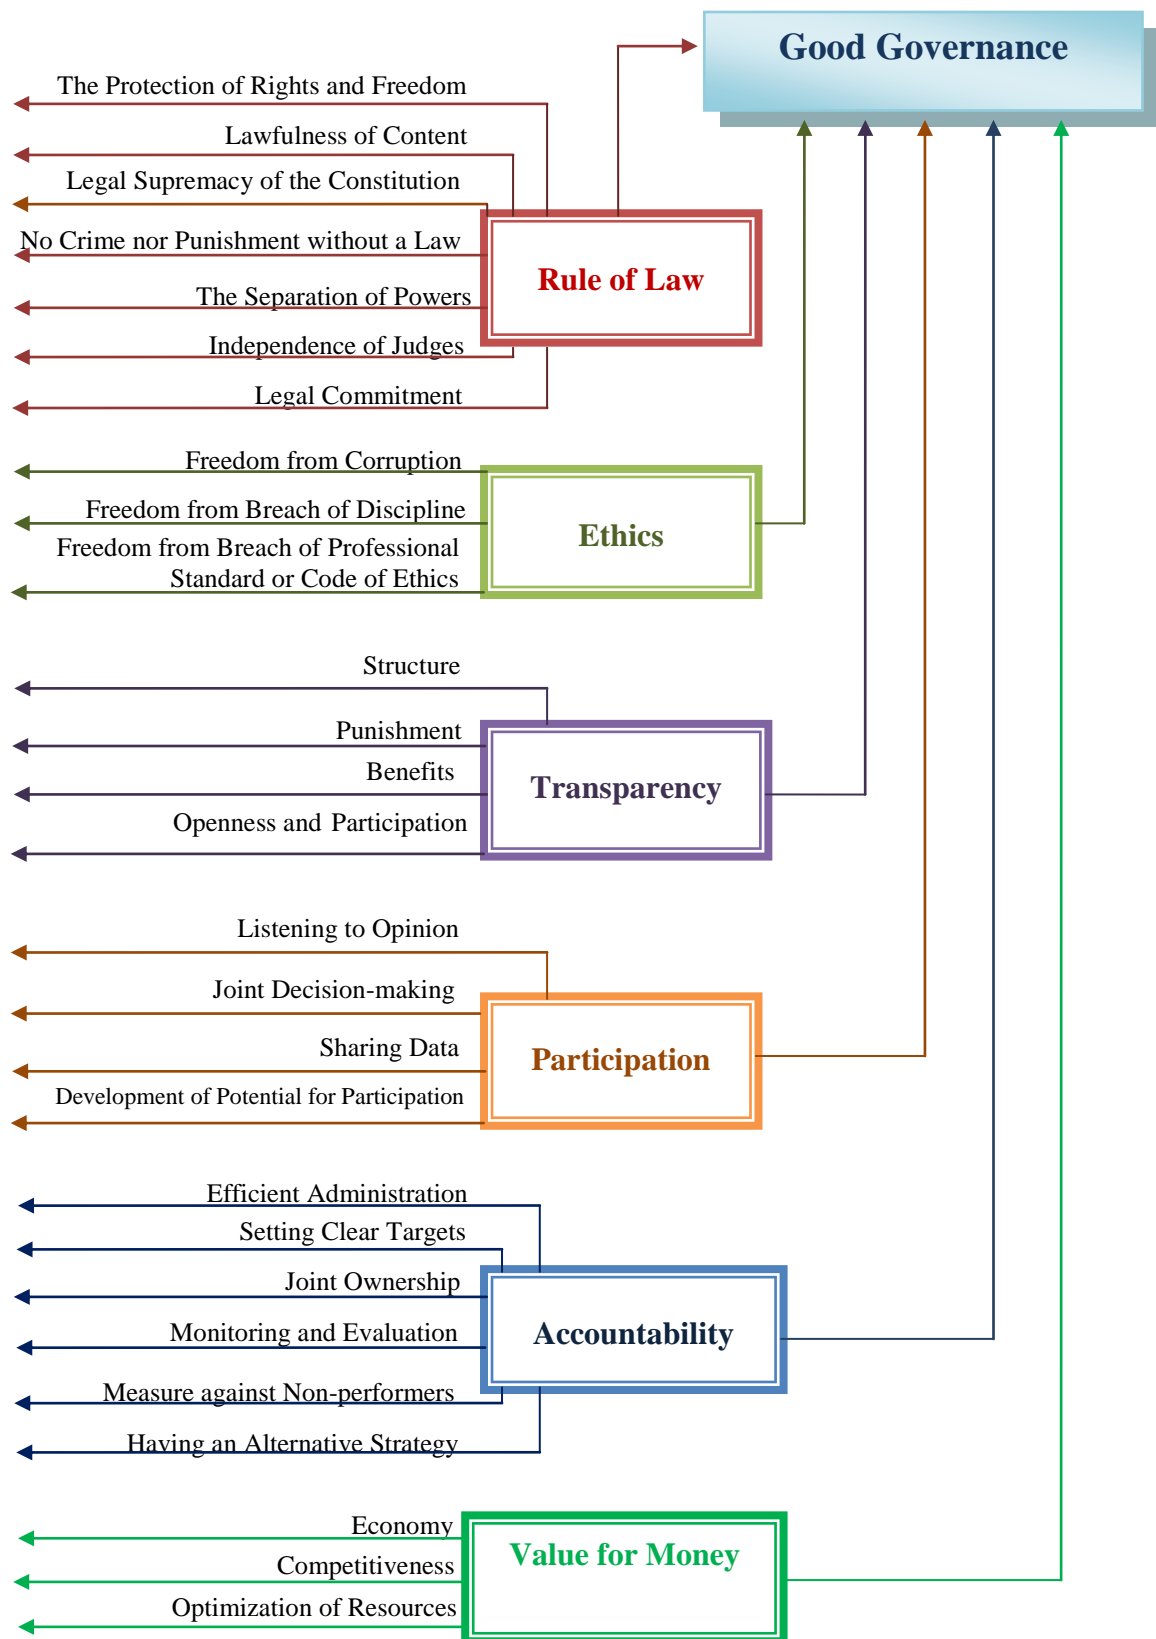 Good Governance
The Protection of Rights and Freedom
Lawfulness of Content
Legal Supremacy of the Constitution
No Crime nor Punishment without a Law
The Separation of Powers
Independence of Judges
Legal Commitment
Rule of Law
Freedom from Corruption
Freedom from Breach of Discipline
Freedom from Breach of Professional
Standard or Code of Ethics
Ethics
Structure
Punishment
Benefits
Openness and Participation
Transparency
Listening to Opinion
Joint Decision-making
Sharing Data
Development of Potential for Participation
Participation
Efficient Administration
Setting Clear Targets
Joint Ownership
Monitoring and Evaluation
Measure against Non-performers
Having an Alternative Strategy
Accountability
Economy
Competitiveness
Optimization of Resources
Value for Money